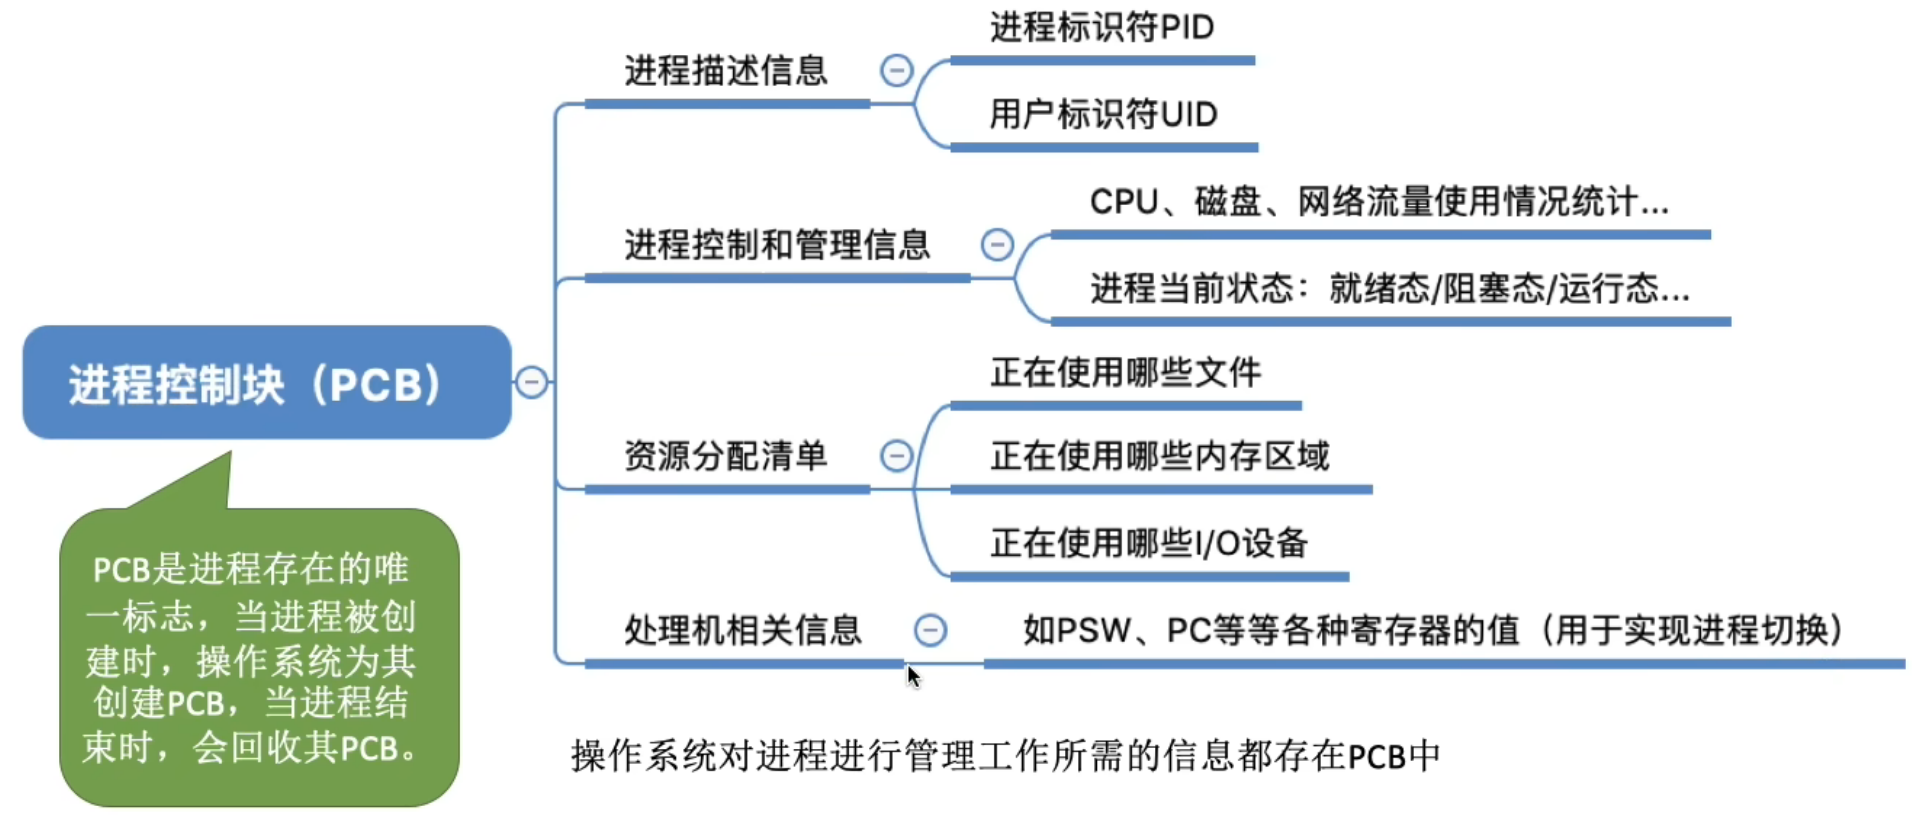 进程标识符PID
进程描述信息
用户标识符UID
CPU、磁盘、网络流量使用情况统计...
进程控制和管理信息
进程当前状态：就绪态/阻塞态/运行态...
进程控制块（PCB）
正在使用哪些文件
资源分配清单
正在使用哪些内存区域
正在使用哪些I/O设备
处理机相关信息
如PSW、PC等等各种寄存器的值（用于实现进程切换）
PCB是进程存在的唯
一标志，当进程被创
建时，操作系统为其
创建PCB，当进程结
束时，会回收其PCB。
操作系统对进程进行管理工作所需的信息都存在PCB中